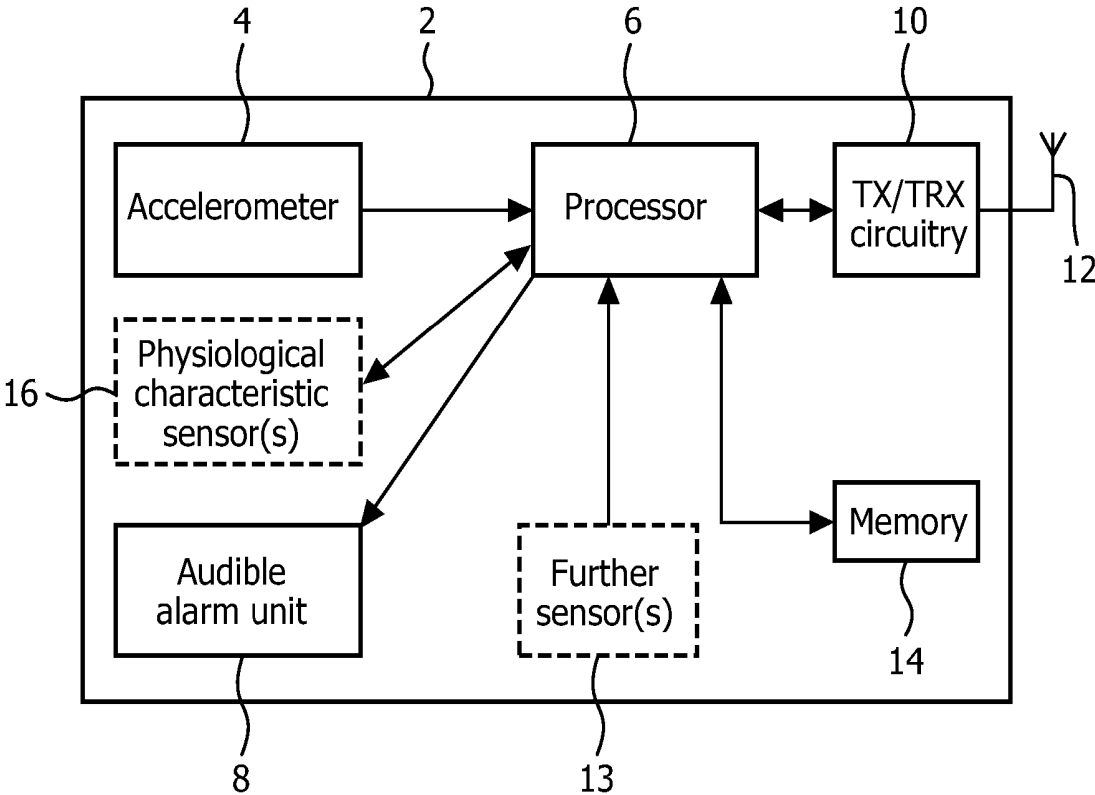 4
2
6
10
Accelerometer
Processor
TX/TRX
circuitry
12
Physiological
characteristic
sensor(s)
16
Audible
alarm unit
Further
sensor(s)
Memory
14
8
13